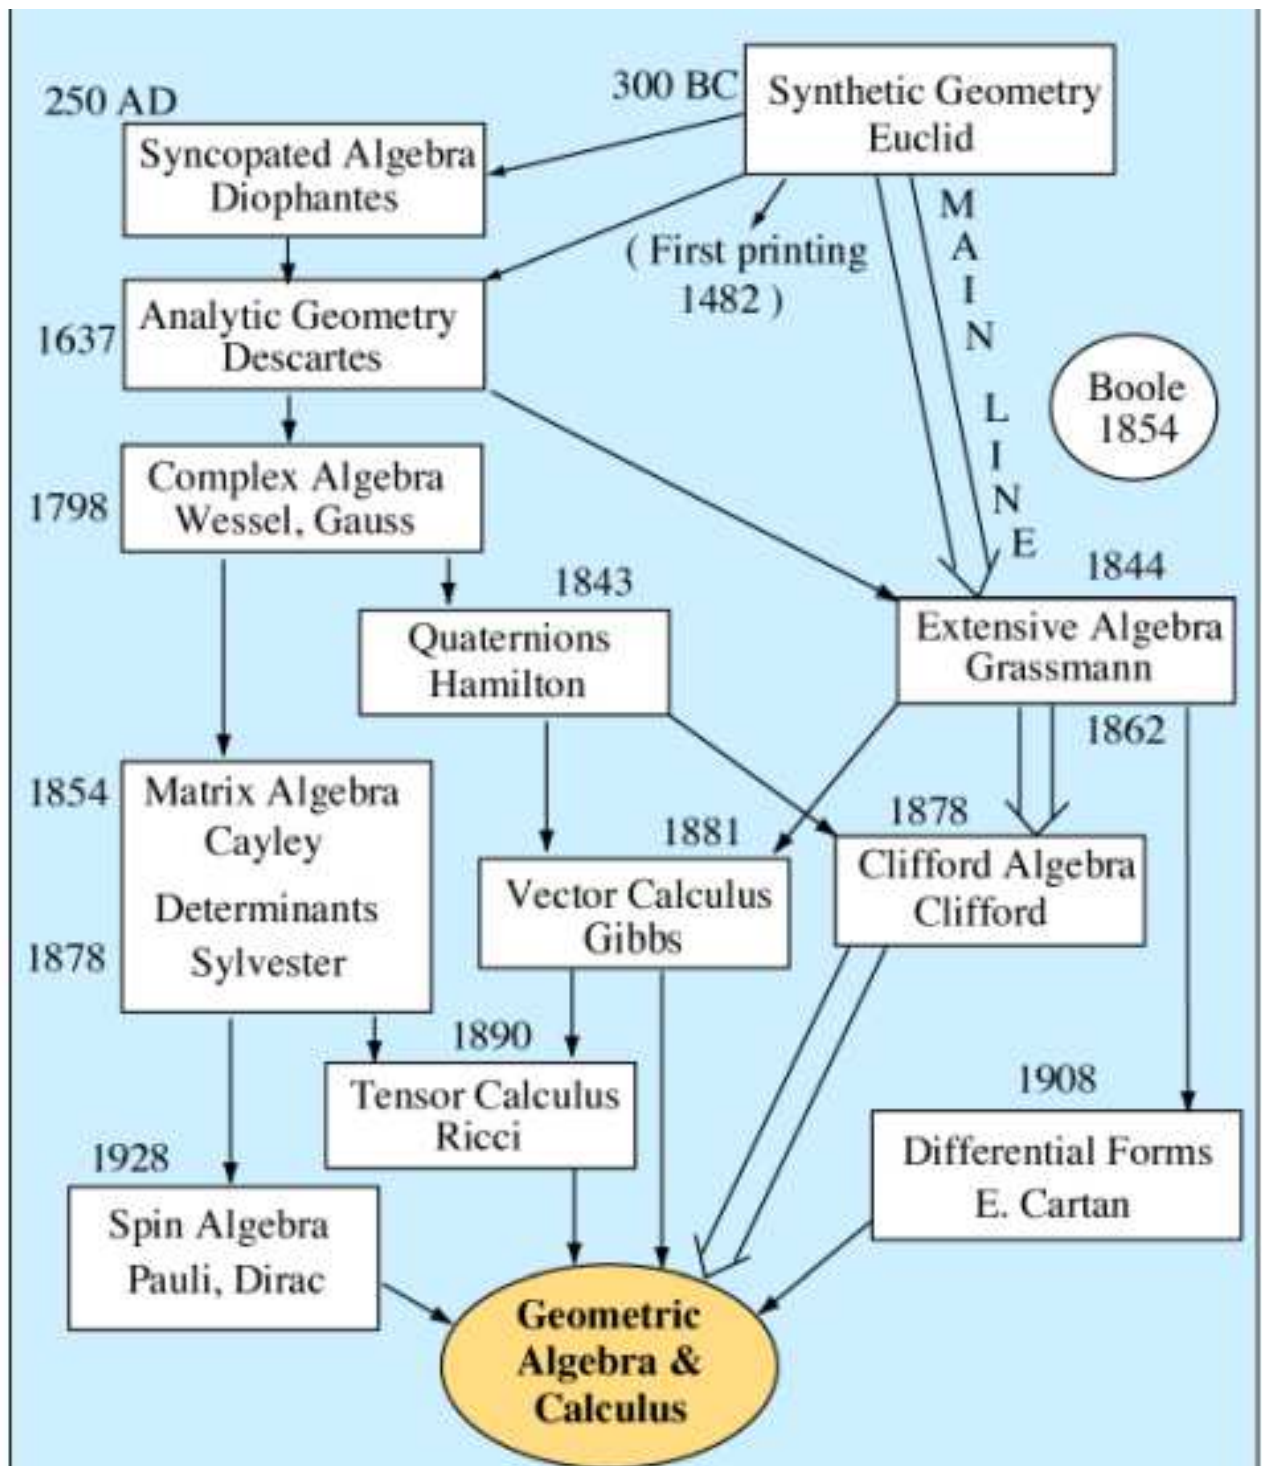 300 BC
Synthetic Geometry
Euclid
250 AD
Syncopated Algebra
Diophantes
( First printing
1482 )
MAIN LINE
1637
Analytic Geometry
Descartes
Boole
1854
1798
Complex Algebra
Wessel, Gauss
1843
Quaternions
Hamilton
1844
Extensive Algebra
Grassmann
1862
1854
Matrix Algebra
Cayley
Determinants
1878
Sylvester
1881
Vector Calculus
Gibbs
1878
Clifford Algebra
Clifford
1890
Tensor Calculus
Ricci
1908
Differential Forms
E. Cartan
1928
Spin Algebra
Pauli, Dirac
Geometric
Algebra &
Calculus